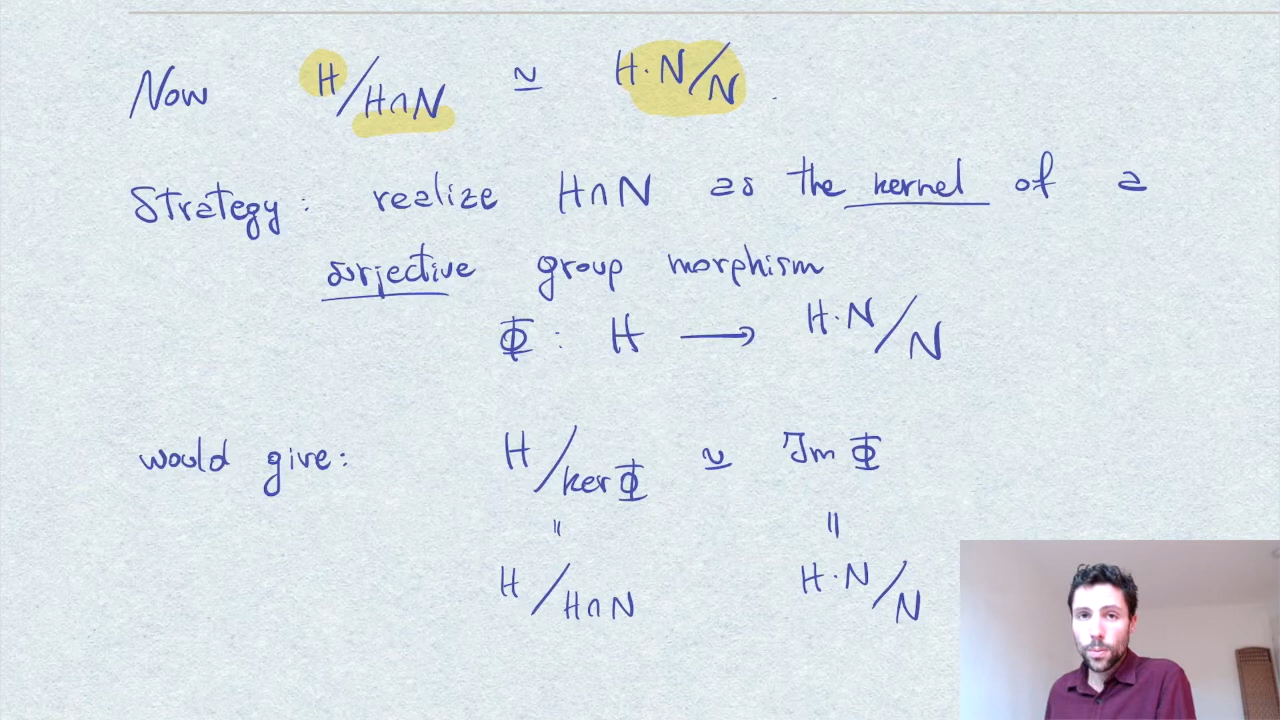 Now H/H∩N ≃ H·N/N.
Strategy: realize H∩N as the kernel of a
surjective group morphism
Φ : H ⟶ H·N/N
would give: H/ker Φ ≃ Im Φ
= =
H/H∩N H·N/N